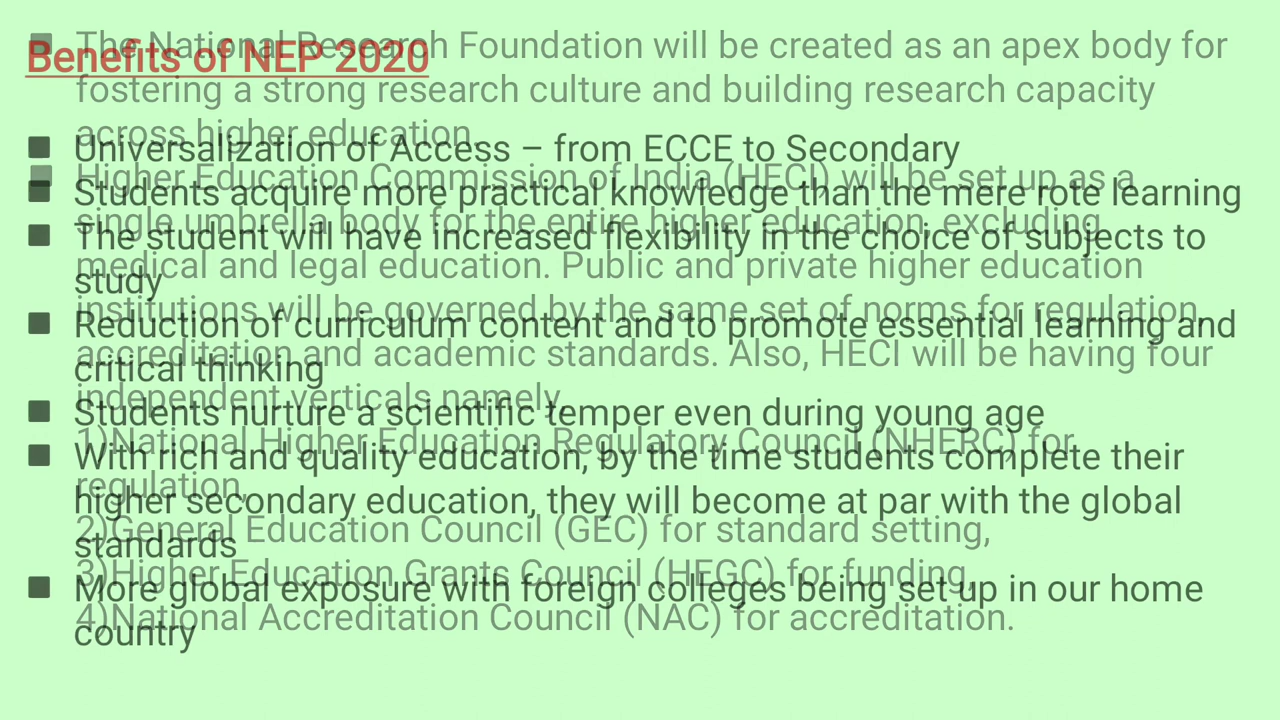 Benefits of NEP 2020
Universalization of Access – from ECCE to Secondary
Students acquire more practical knowledge than the mere rote learning
The student will have increased flexibility in the choice of subjects to
study
Reduction of curriculum content and to promote essential learning and
critical thinking
Students nurture a scientific temper even during young age
With rich and quality education, by the time students complete their
higher secondary education, they will become at par with the global
standards
More global exposure with foreign colleges being set up in our home
country
The National Research Foundation will be created as an apex body for
fostering a strong research culture and building research capacity
across higher education.
Higher Education Commission of India (HECI) will be set up as a
single umbrella body for the entire higher education, excluding
medical and legal education. Public and private higher education
institutions will be governed by the same set of norms for regulation,
accreditation and academic standards. Also, HECI will be having four
independent verticals namely,
1)National Higher Education Regulatory Council (NHERC) for
regulation,
2)General Education Council (GEC) for standard setting,
3)Higher Education Grants Council (HEGC) for funding,
4)National Accreditation Council (NAC) for accreditation.